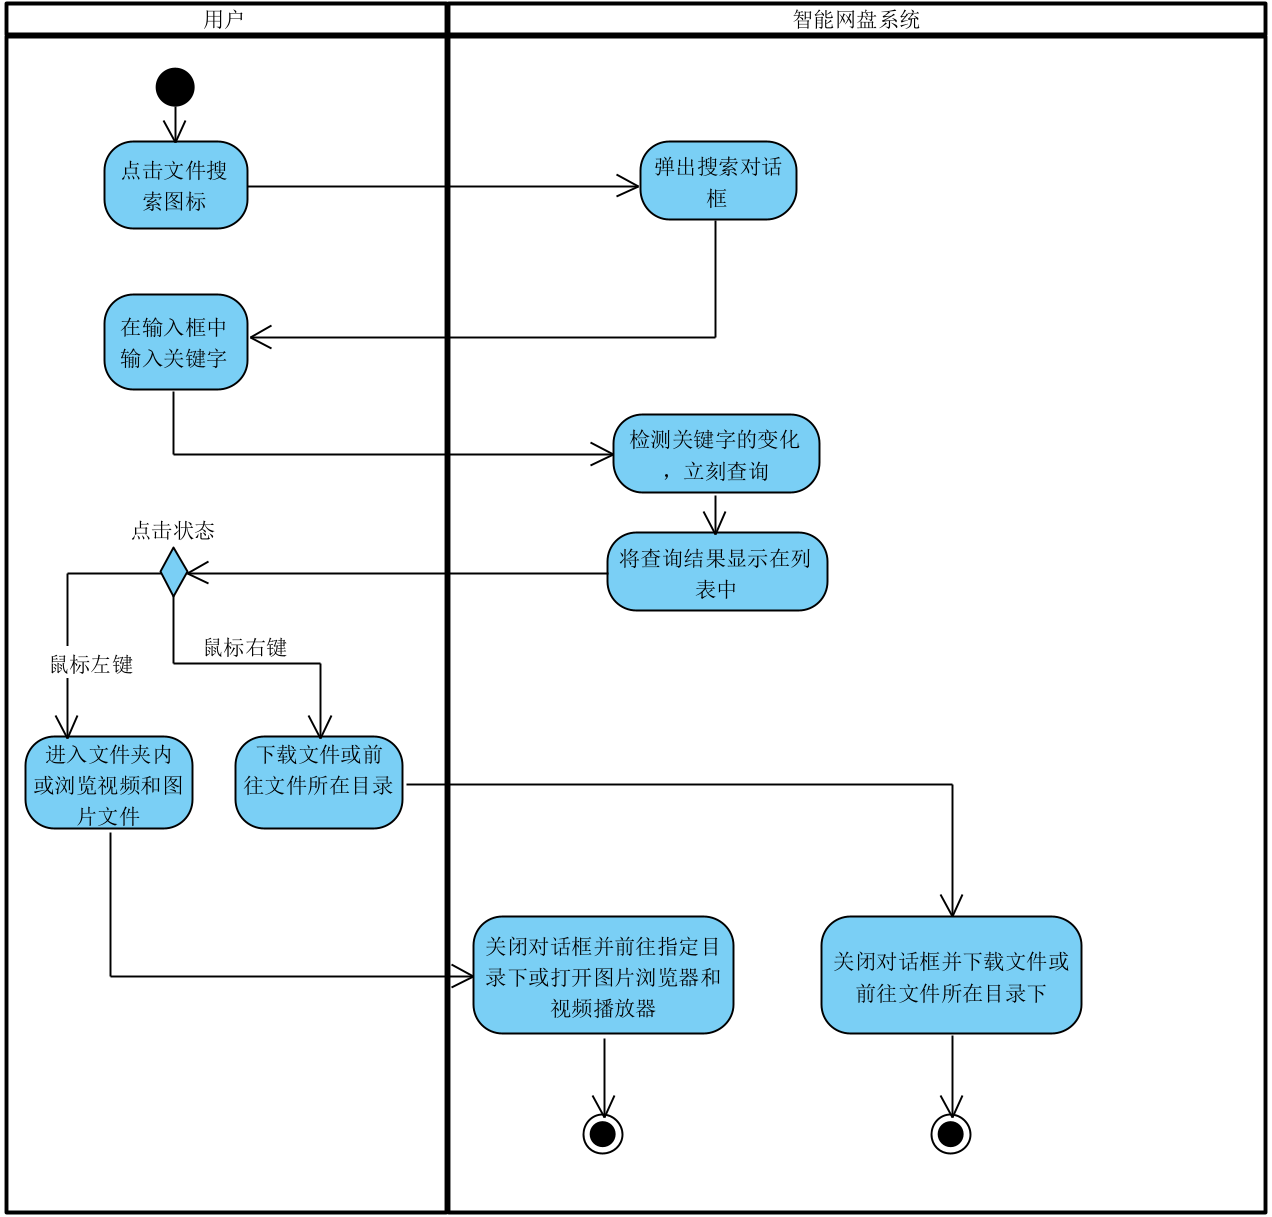 用户
智能网盘系统
点击文件搜
索图标
弹出搜索对话
框
在输入框中
输入关键字
检测关键字的变化
，立刻查询
点击状态
将查询结果显示在列
表中
鼠标右键
鼠标左键
进入文件夹内
或浏览视频和图
片文件
下载文件或前
往文件所在目录
关闭对话框并前往指定目
录下或打开图片浏览器和
视频播放器
关闭对话框并下载文件或
前往文件所在目录下